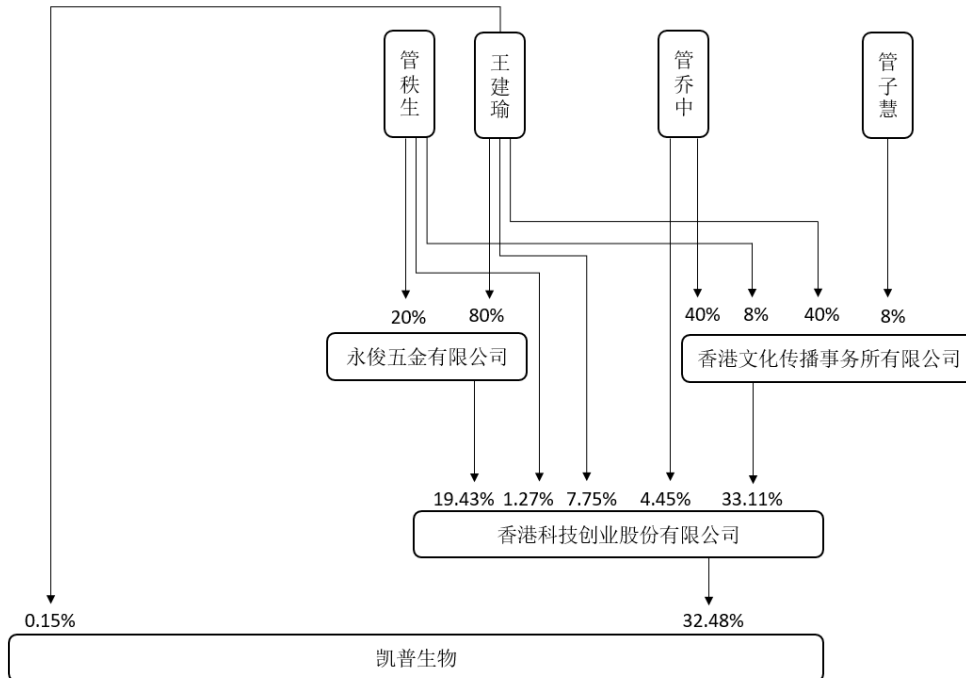 管秩生
王建瑜
管乔中
管子慧
20%
80%
40%
8%
40%
8%
永俊五金有限公司
香港文化传播事务所有限公司
19.43%
1.27%
7.75%
4.45%
33.11%
香港科技创业股份有限公司
0.15%
32.48%
凯普生物